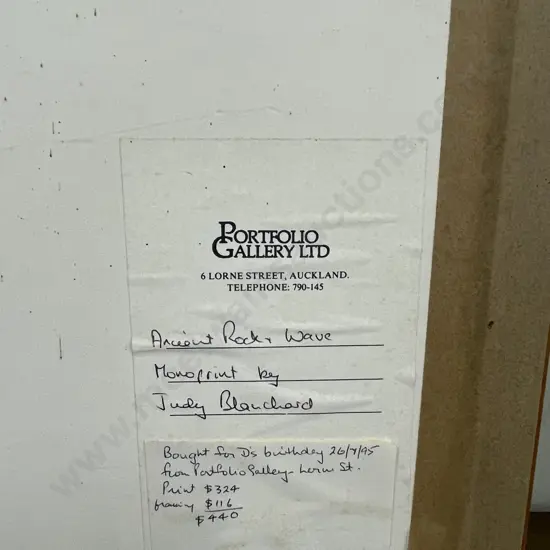 PORTFOLIO
GALLERY LTD
6 LORNE STREET, AUCKLAND.
TELEPHONE: 790-145
Ancient Rock + Wave
Monoprint by
Judy Blanchard
Bought for D's birthday 26/7/95
from Portfolio Gallery - Lorne St.
Print $324
framing $116
$440